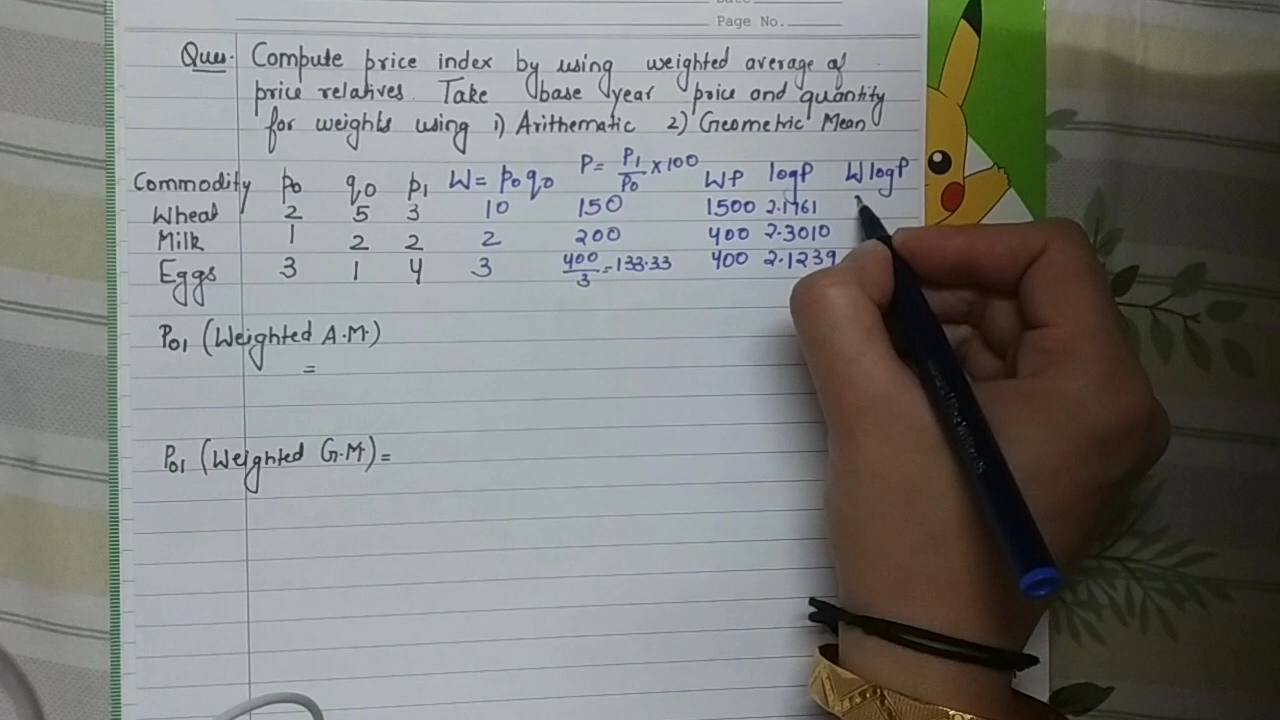 Page No.
Ques. Compute price index by using weighted average of
price relatives. Take base year price and quantity
for weights using i) Arithematic 2) Geometric Mean
Commodity p0 q0 p1 W = p0 q0 P = P1/P0 × 100 WP logP W logP
Wheat 2 5 3 10 150 1500 2.1761
Milk 1 2 2 2 200 400 2.3010
Eggs 3 1 4 3 400/3 = 133.33 400 2.1239
P01 (Weighted A.M.)
=
P01 (Weighted G.M.) =